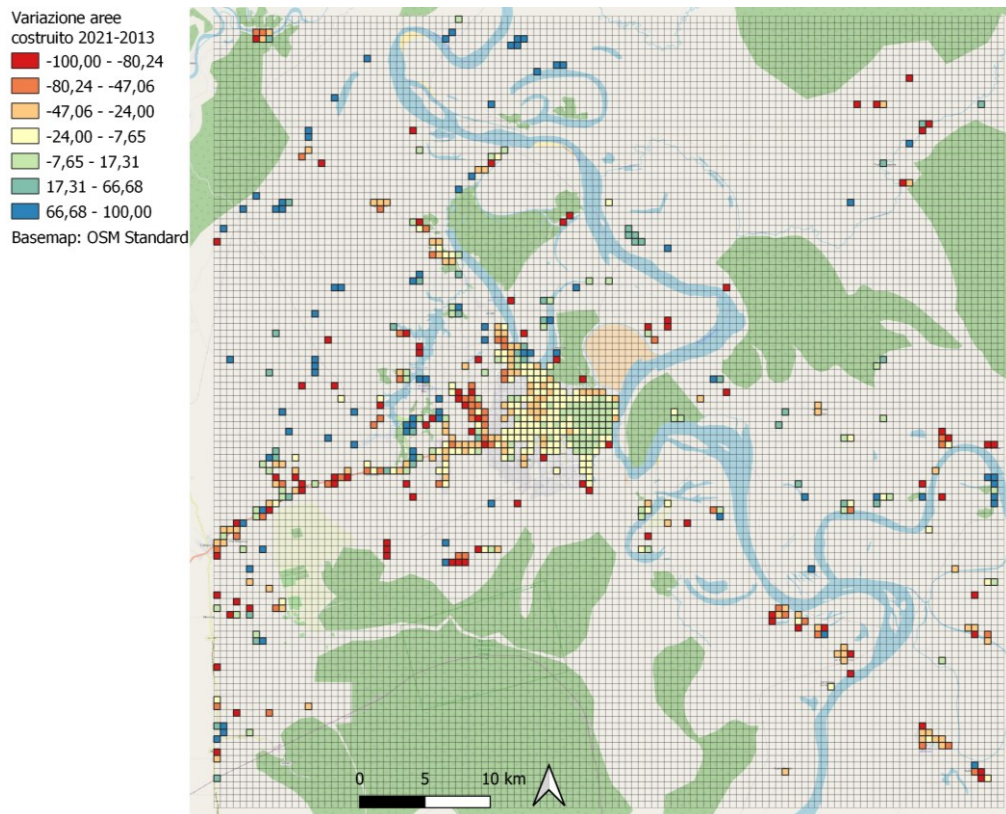 Variazione aree
costruito 2021-2013
-100,00 - -80,24
-80,24 - -47,06
-47,06 - -24,00
-24,00 - -7,65
-7,65 - 17,31
17,31 - 66,68
66,68 - 100,00
Basemap: OSM Standard
0 5 10 km